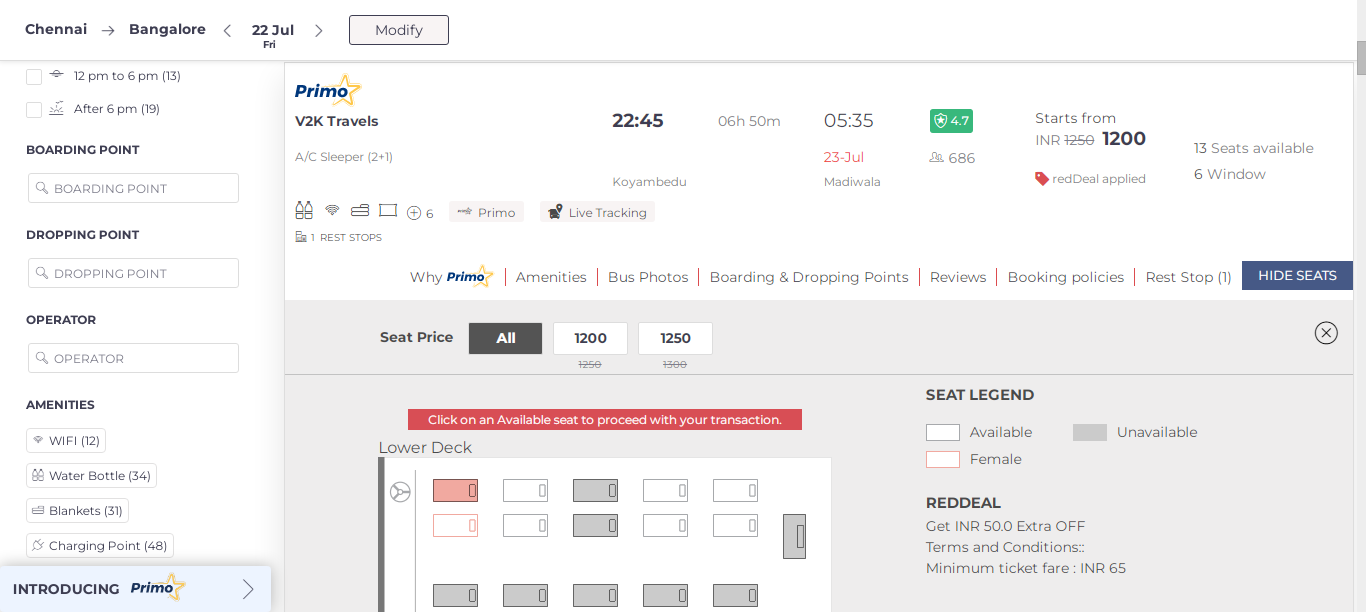 Chennai → Bangalore < 22 Jul > Modify
Fri
12 pm to 6 pm (13)
After 6 pm (19)
BOARDING POINT
BOARDING POINT
DROPPING POINT
DROPPING POINT
OPERATOR
OPERATOR
AMENITIES
WIFI (12)
Water Bottle (34)
Blankets (31)
Charging Point (48)
INTRODUCING Primo
Primo
V2K Travels 22:45 06h 50m 05:35 4.7
Starts from
INR 1250 1200
13 Seats available
A/C Sleeper (2+1) 23-Jul 686
6 Window
Koyambedu Madiwala redDeal applied
6 Primo Live Tracking
1 REST STOPS
Why Primo Amenities Bus Photos Boarding & Dropping Points Reviews Booking policies Rest Stop (1) HIDE SEATS
Seat Price All 1200 1250
1250 1300
Click on an Available seat to proceed with your transaction.
Lower Deck
SEAT LEGEND
Available Unavailable
Female
REDDEAL
Get INR 50.0 Extra OFF
Terms and Conditions::
Minimum ticket fare : INR 65